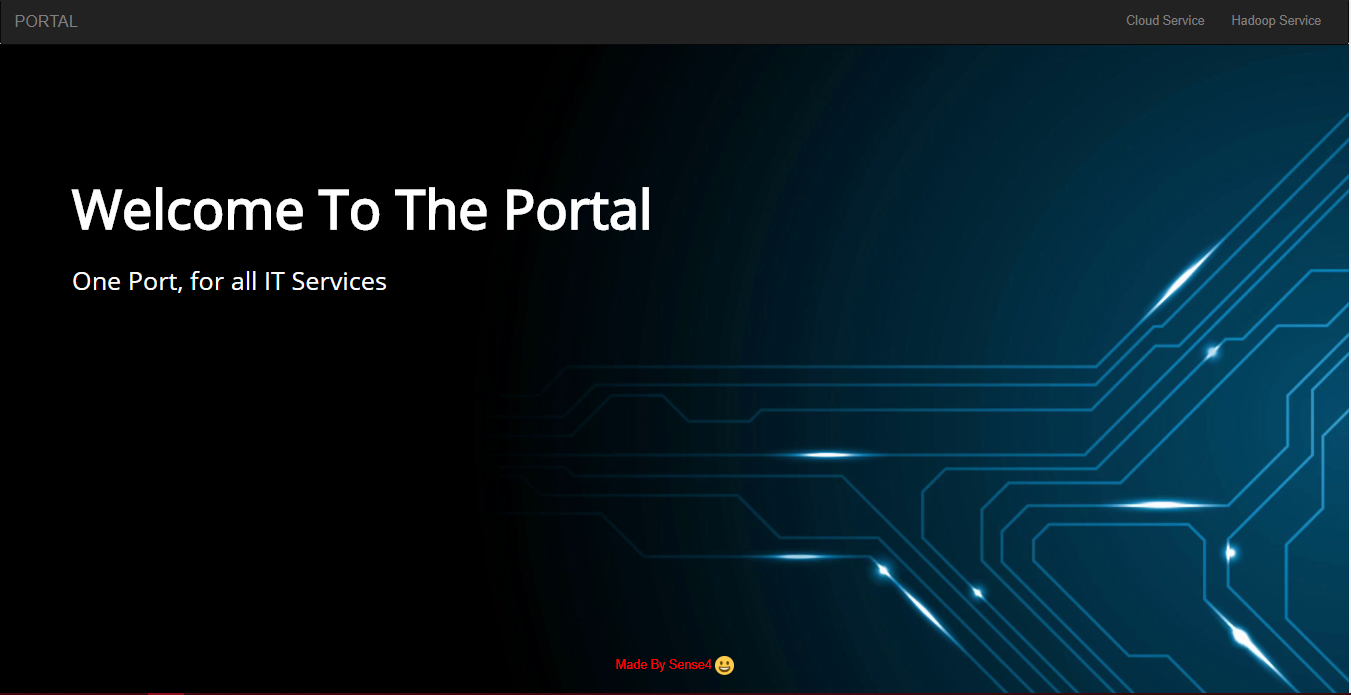 PORTAL
Cloud Service Hadoop Service
Welcome To The Portal
One Port, for all IT Services
Made By Sense4 😀